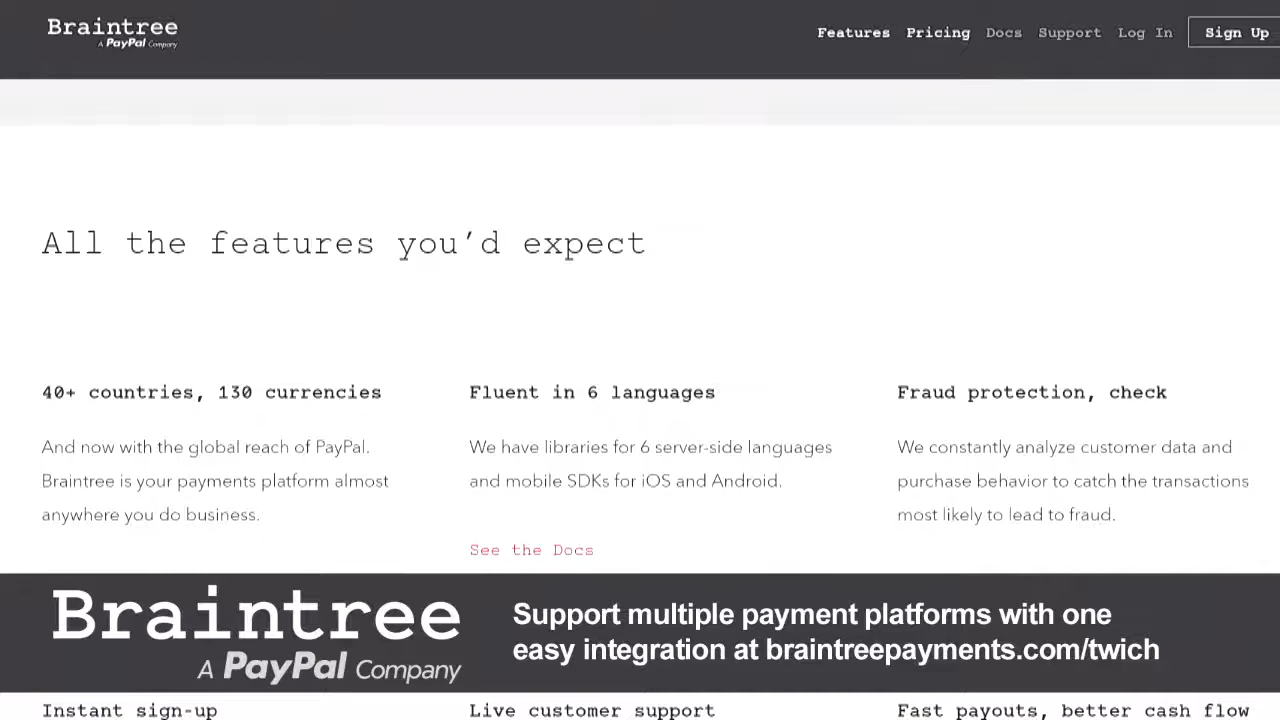 Braintree
A PayPal Company
Features Pricing Docs Support Log In Sign Up
All the features you’d expect
40+ countries, 130 currencies
And now with the global reach of PayPal.
Braintree is your payments platform almost
anywhere you do business.
Fluent in 6 languages
We have libraries for 6 server-side languages
and mobile SDKs for iOS and Android.
See the Docs
Fraud protection, check
We constantly analyze customer data and
purchase behavior to catch the transactions
most likely to lead to fraud.
Braintree
A PayPal Company
Support multiple payment platforms with one
easy integration at braintreepayments.com/twich
Instant sign-up
Live customer support
Fast payouts, better cash flow